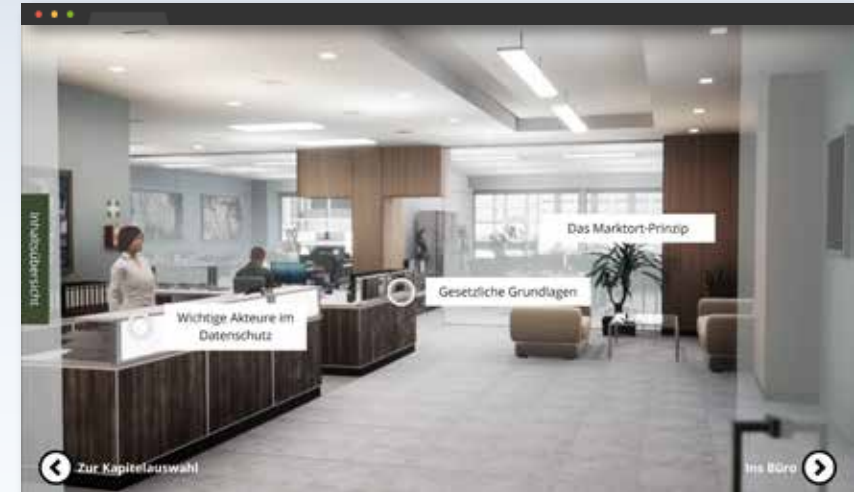 Inhaltsübersicht
Das Marktort-Prinzip
Gesetzliche Grundlagen
Wichtige Akteure im
Datenschutz
Zur Kapitelauswahl
Ins Büro